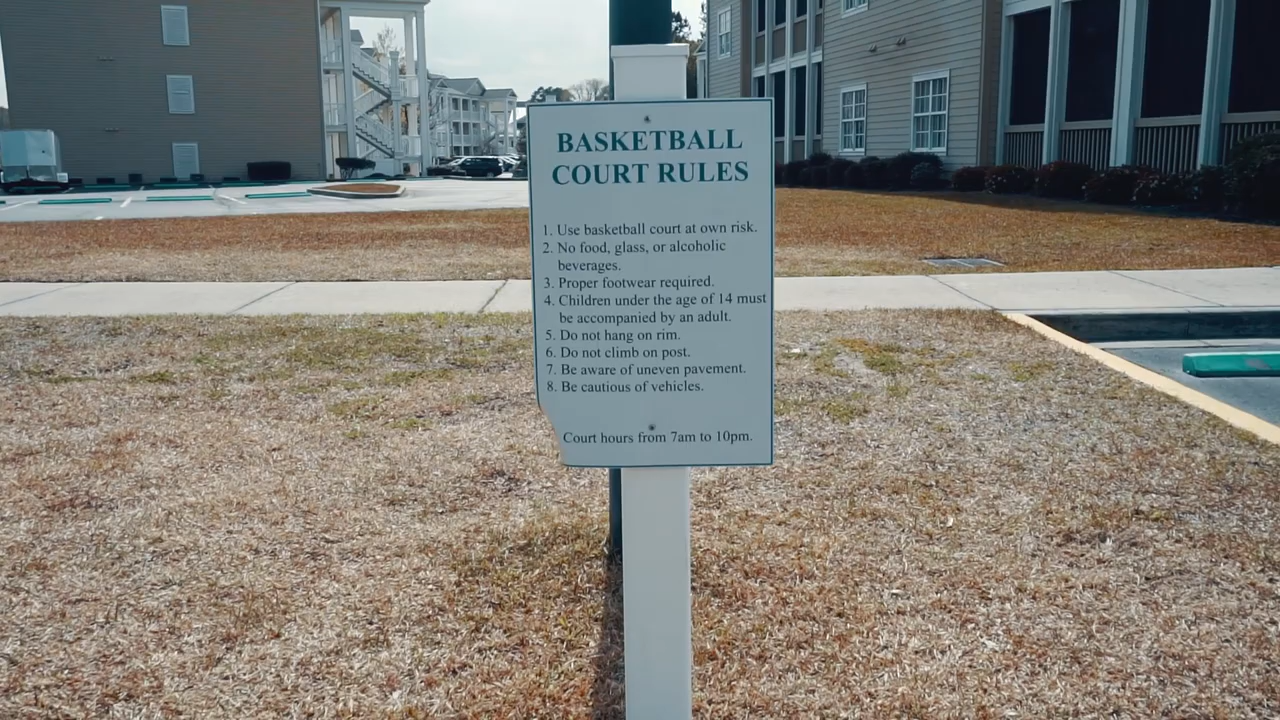 BASKETBALL
COURT RULES
1. Use basketball court at own risk.
2. No food, glass, or alcoholic
beverages.
3. Proper footwear required.
4. Children under the age of 14 must
be accompanied by an adult.
5. Do not hang on rim.
6. Do not climb on post.
7. Be aware of uneven pavement.
8. Be cautious of vehicles.
Court hours from 7am to 10pm.